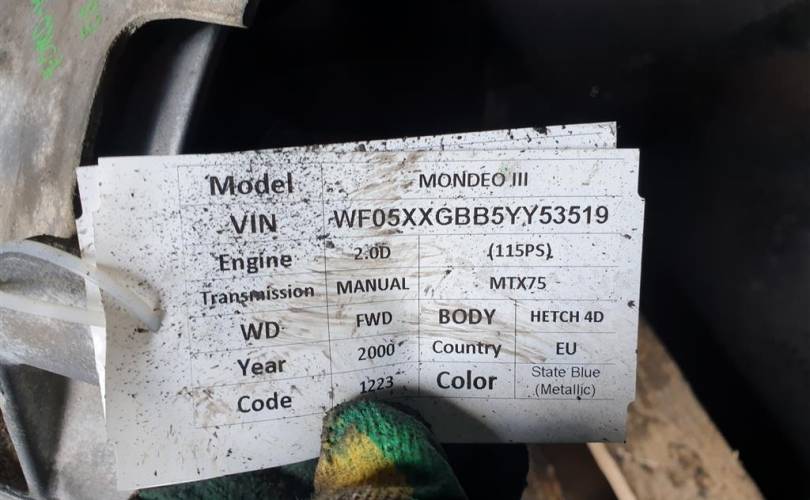 Model MONDEO III
VIN WF05XXGBB5YY53519
Engine 2.0D (115PS)
Transmission MANUAL MTX75
WD FWD BODY HETCH 4D
Year 2000 Country EU
Code 1223 Color State Blue
(Metallic)